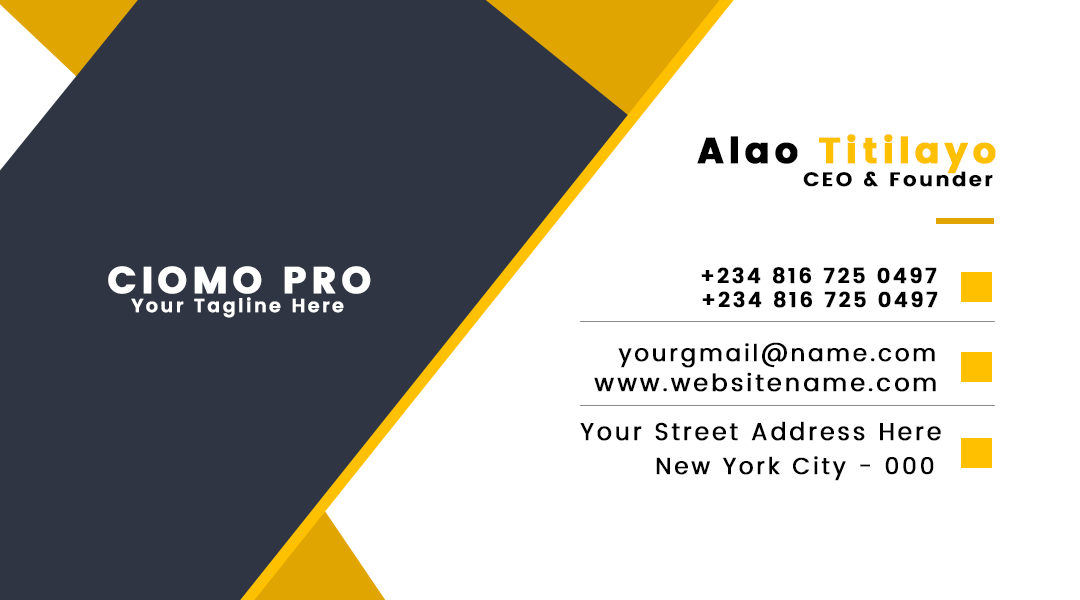 CIOMO PRO
Your Tagline Here
Alao Titilayo
CEO & Founder
+234 816 725 0497
+234 816 725 0497
yourgmail@name.com
www.websitename.com
Your Street Address Here
New York City - 000